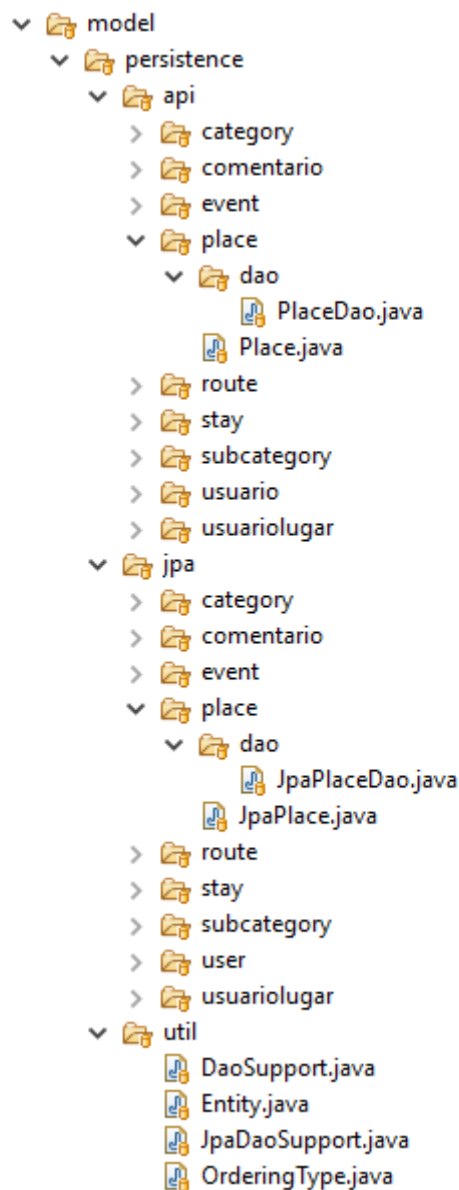 model
persistence
api
category
comentario
event
place
dao
PlaceDao.java
Place.java
route
stay
subcategory
usuario
usuariolugar
jpa
category
comentario
event
place
dao
JpaPlaceDao.java
JpaPlace.java
route
stay
subcategory
user
usuariolugar
util
DaoSupport.java
Entity.java
JpaDaoSupport.java
OrderingType.java